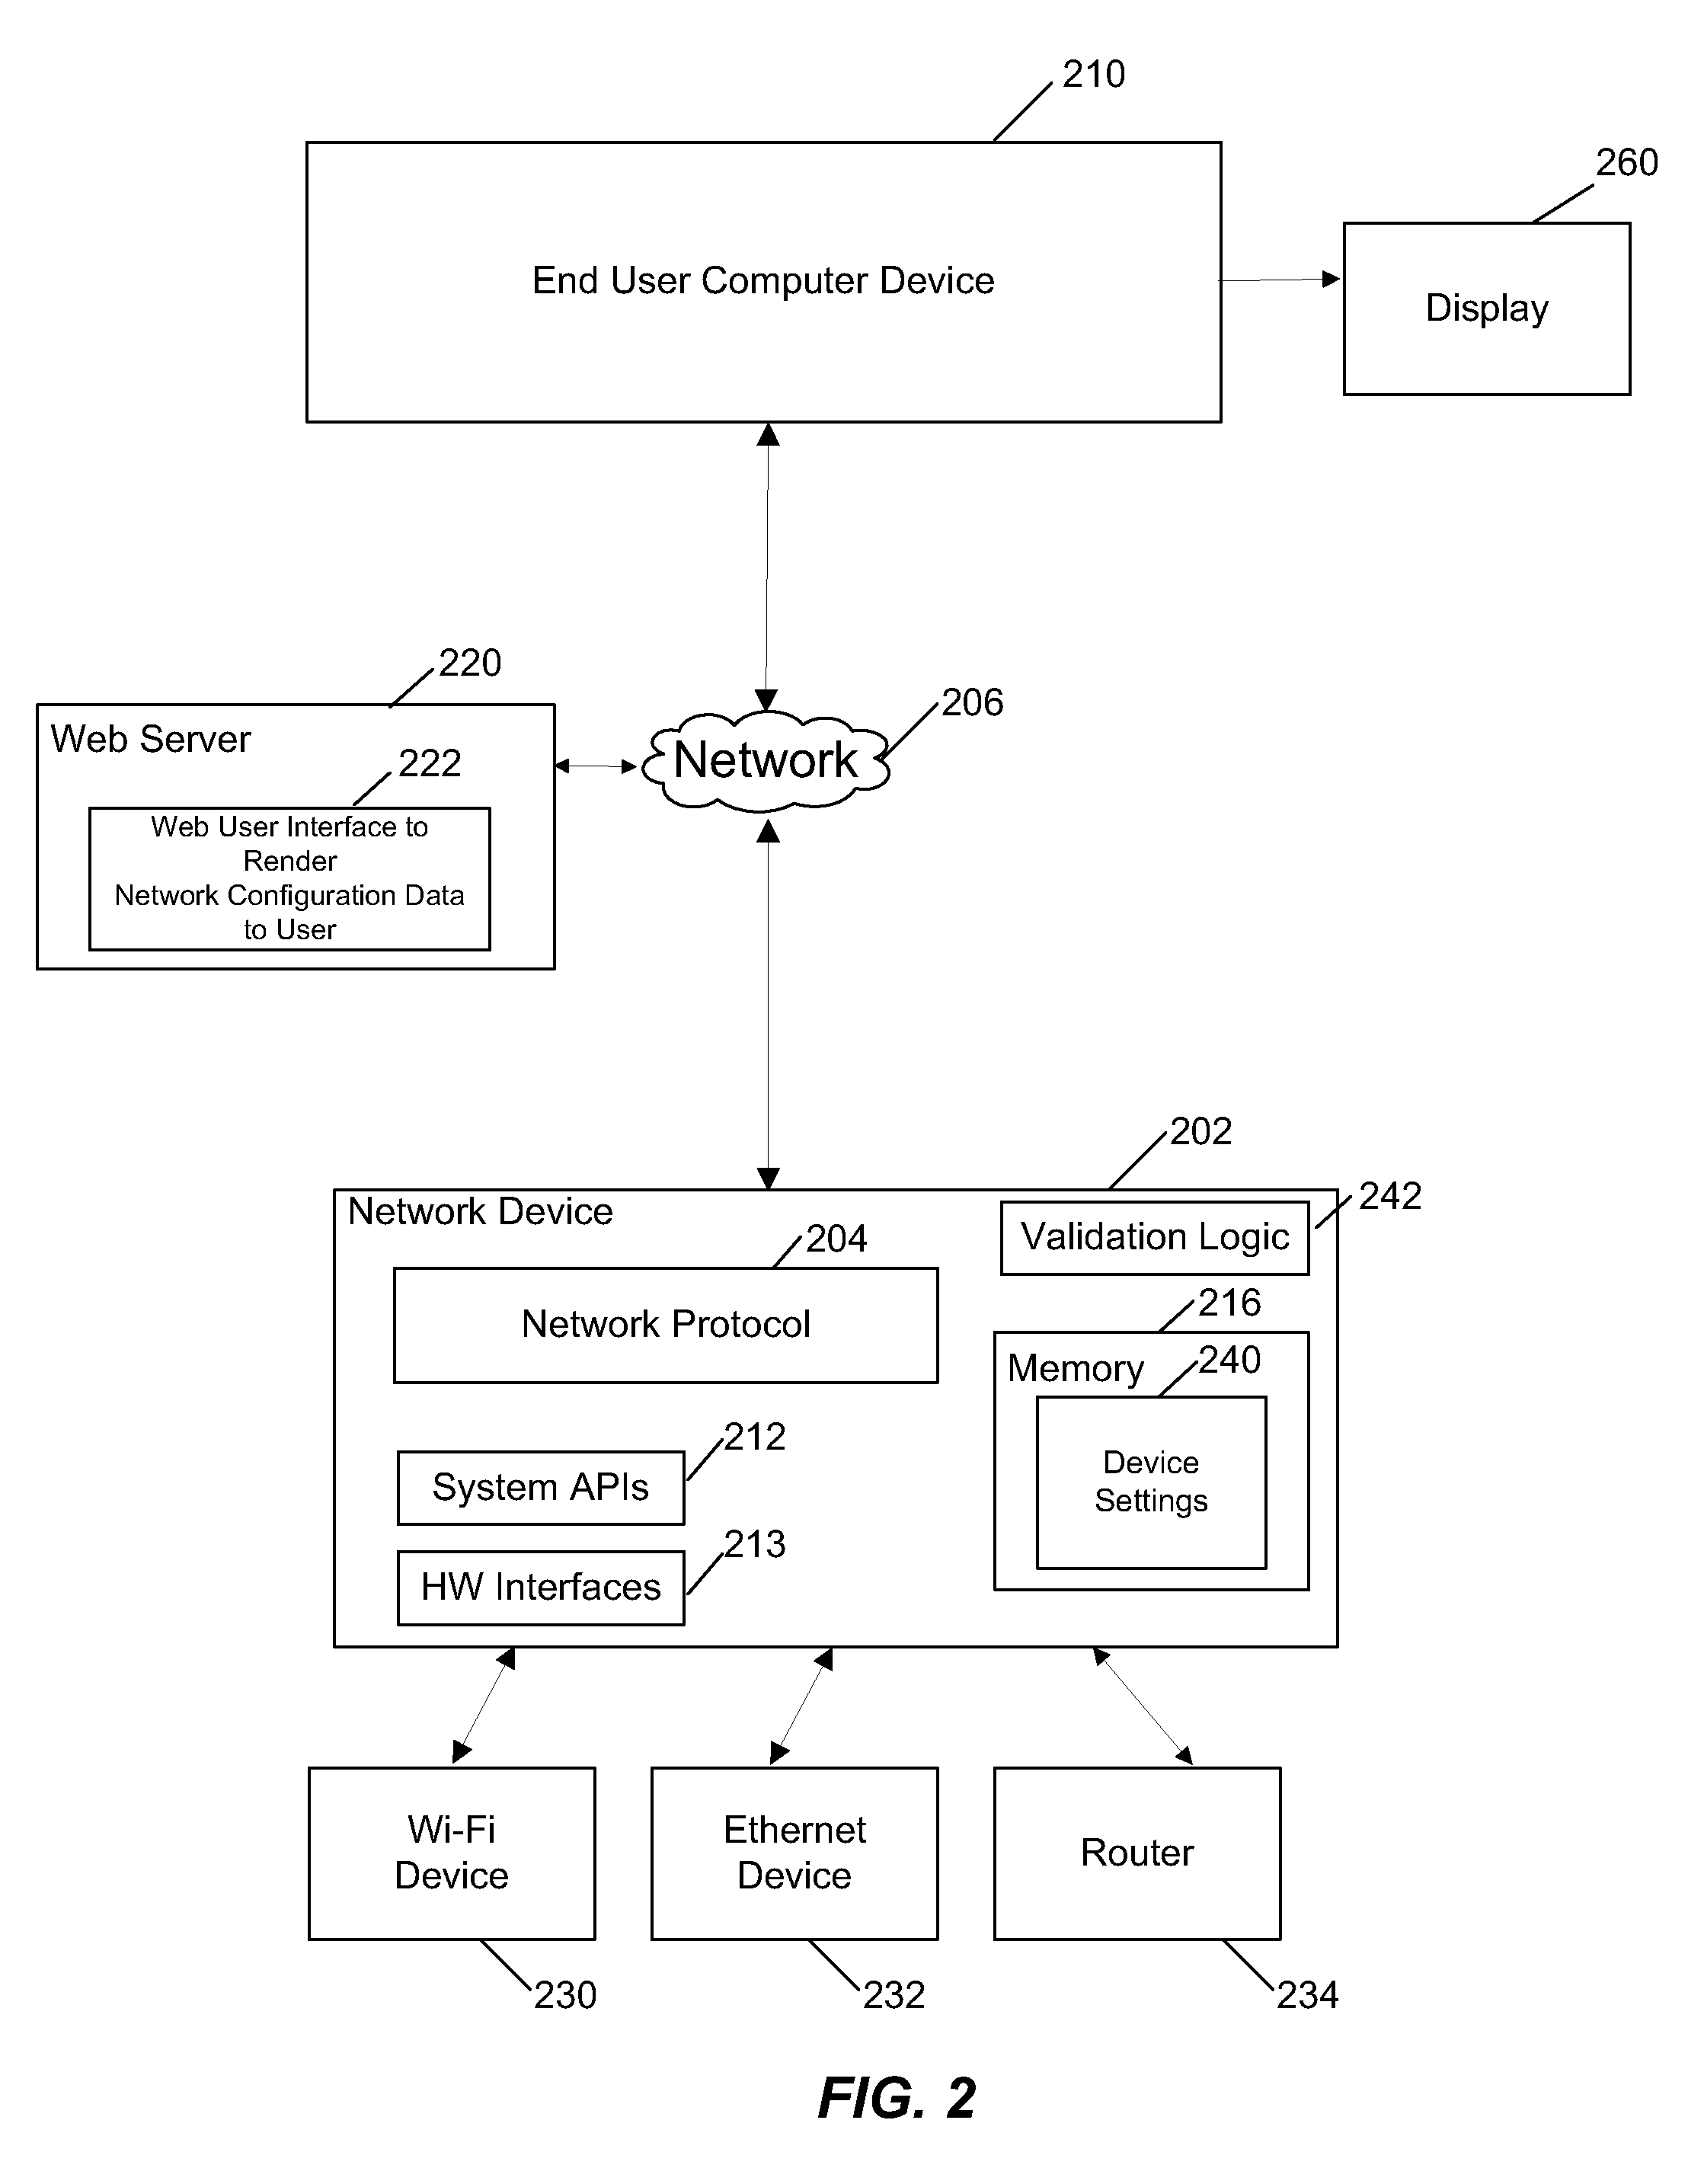 210
260
End User Computer Device
Display
220
206
Web Server
222
Network
Web User Interface to
Render
Network Configuration Data
to User
202
242
Network Device
Validation Logic
204
Network Protocol
216
Memory
240
212
Device
Settings
System APIs
213
HW Interfaces
Wi-Fi
Device
Ethernet
Device
Router
230
232
234
FIG. 2